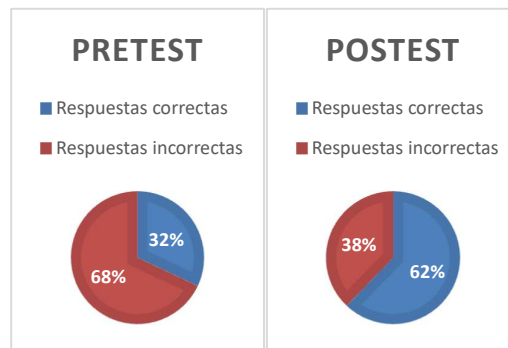 PRETEST
Respuestas correctas
Respuestas incorrectas
32%
68%
POSTEST
Respuestas correctas
Respuestas incorrectas
38%
62%